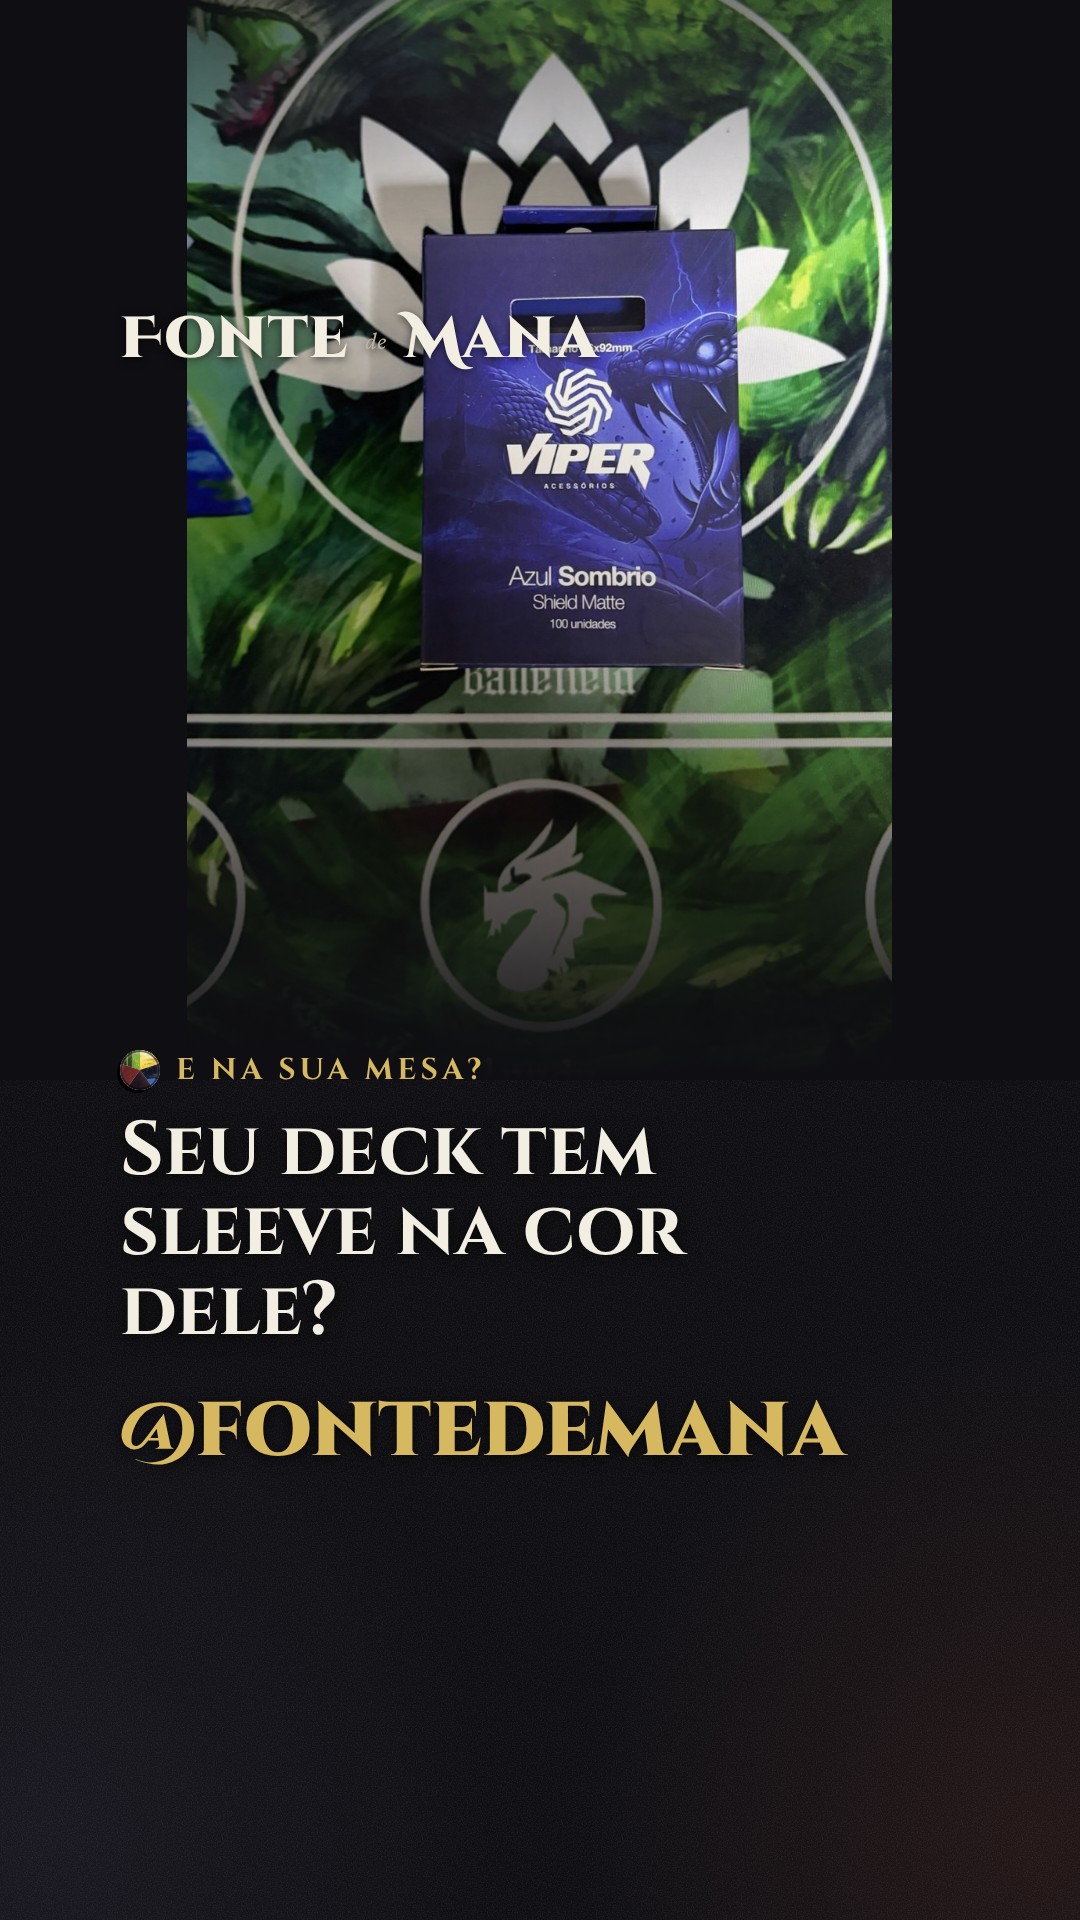 FONTE de MANA
VIPER
ACESSÓRIOS
Azul Sombrio
Shield Matte
100 unidades
E NA SUA MESA?
SEU DECK TEM
SLEEVE NA COR
DELE?
@FONTEDEMANA